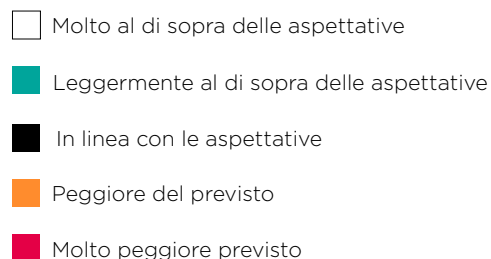 Molto al di sopra delle aspettative
Leggermente al di sopra delle aspettative
In linea con le aspettative
Peggiore del previsto
Molto peggiore previsto